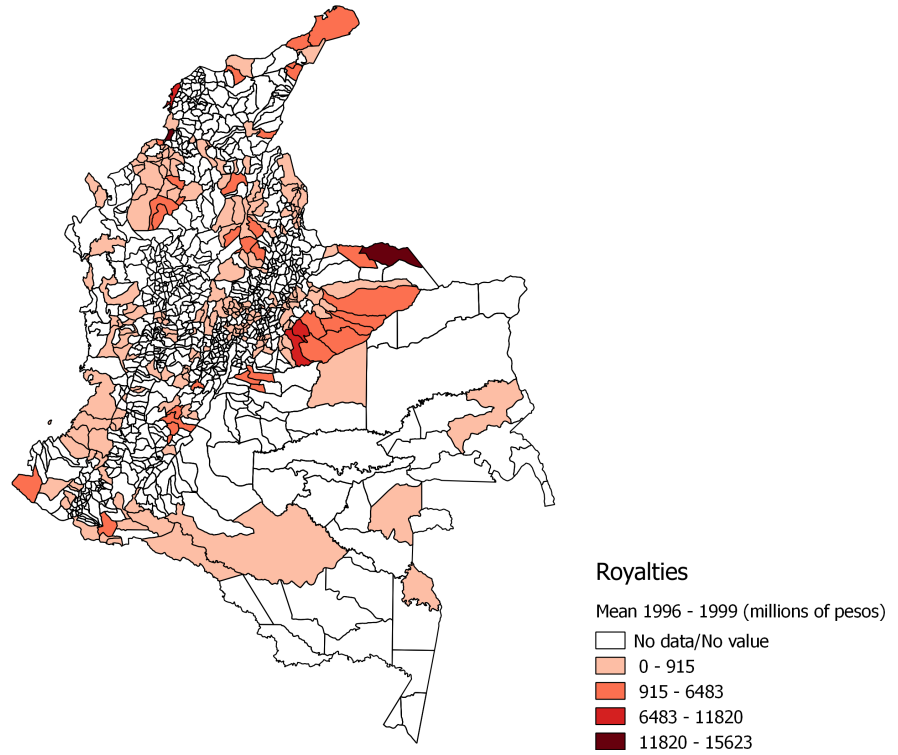 Royalties
Mean 1996 - 1999 (millions of pesos)
No data/No value
0 - 915
915 - 6483
6483 - 11820
11820 - 15623